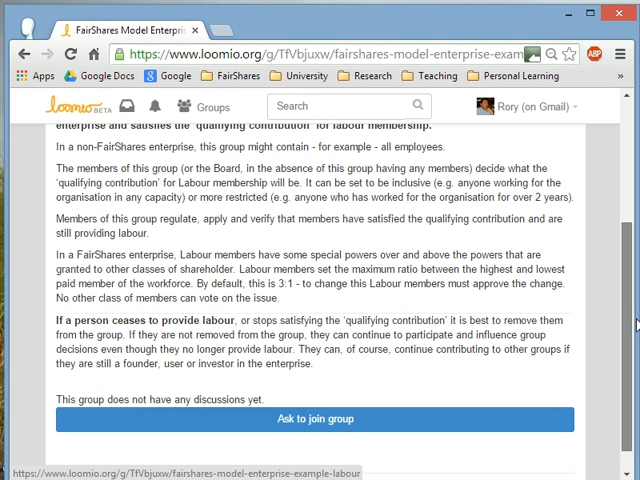 FairShares Model Enterpris
https://www.loomio.org/g/TfVbjuxw/fairshares-model-enterprise-exam
ABP
Apps Google Docs Google FairShares University Research Teaching Personal Learning
loomio BETA Groups Search Rory (on Gmail)
enterprise and satisfies the 'qualifying contribution' for labour membership.
In a non-FairShares enterprise, this group might contain - for example - all employees.
The members of this group (or the Board, in the absence of this group having any members) decide what the
'qualifying contribution' for Labour membership will be. It can be set to be inclusive (e.g. anyone working for the
organisation in any capacity) or more restricted (e.g. anyone who has worked for the organisation for over 2 years).
Members of this group regulate, apply and verify that members have satisfied the qualifying contribution and are
still providing labour.
In a FairShares enterprise, Labour members have some special powers over and above the powers that are
granted to other classes of shareholder. Labour members set the maximum ratio between the highest and lowest
paid member of the workforce. By default, this is 3:1 - to change this Labour members must approve the change.
No other class of members can vote on the issue.
If a person ceases to provide labour, or stops satisfying the 'qualifying contribution' it is best to remove them
from the group. If they are not removed from the group, they can continue to participate and influence group
decisions even though they no longer provide labour. They can, of course, continue contributing to other groups if
they are still a founder, user or investor in the enterprise.
This group does not have any discussions yet.
Ask to join group
https://www.loomio.org/g/TfVbjuxw/fairshares-model-enterprise-example-labour